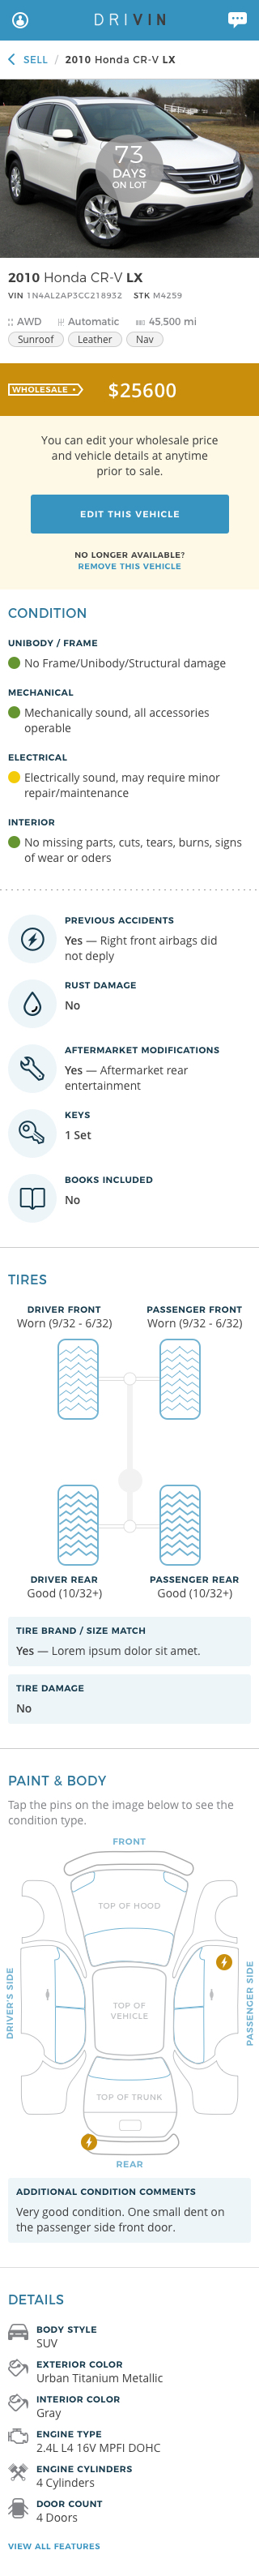 DRIVIN
SELL / 2010 Honda CR-V LX
73
DAYS
ON LOT
2010 Honda CR-V LX
VIN 1N4AL2AP3CC218932 STK M4259
AWD Automatic 45,500 mi
Sunroof Leather Nav
WHOLESALE $25600
You can edit your wholesale price
and vehicle details at anytime
prior to sale.
EDIT THIS VEHICLE
NO LONGER AVAILABLE?
REMOVE THIS VEHICLE
CONDITION
UNIBODY / FRAME
No Frame/Unibody/Structural damage
MECHANICAL
Mechanically sound, all accessories
operable
ELECTRICAL
Electrically sound, may require minor
repair/maintenance
INTERIOR
No missing parts, cuts, tears, burns, signs
of wear or oders
PREVIOUS ACCIDENTS
Yes — Right front airbags did
not deply
RUST DAMAGE
No
AFTERMARKET MODIFICATIONS
Yes — Aftermarket rear
entertainment
KEYS
1 Set
BOOKS INCLUDED
No
TIRES
DRIVER FRONT PASSENGER FRONT
Worn (9/32 - 6/32) Worn (9/32 - 6/32)
DRIVER REAR PASSENGER REAR
Good (10/32+) Good (10/32+)
TIRE BRAND / SIZE MATCH
Yes — Lorem ipsum dolor sit amet.
TIRE DAMAGE
No
PAINT & BODY
Tap the pins on the image below to see the
condition type.
FRONT
TOP OF HOOD
DRIVER'S SIDE
PASSENGER SIDE
TOP OF
VEHICLE
TOP OF TRUNK
REAR
ADDITIONAL CONDITION COMMENTS
Very good condition. One small dent on
the passenger side front door.
DETAILS
BODY STYLE
SUV
EXTERIOR COLOR
Urban Titanium Metallic
INTERIOR COLOR
Gray
ENGINE TYPE
2.4L L4 16V MPFI DOHC
ENGINE CYLINDERS
4 Cylinders
DOOR COUNT
4 Doors
VIEW ALL FEATURES